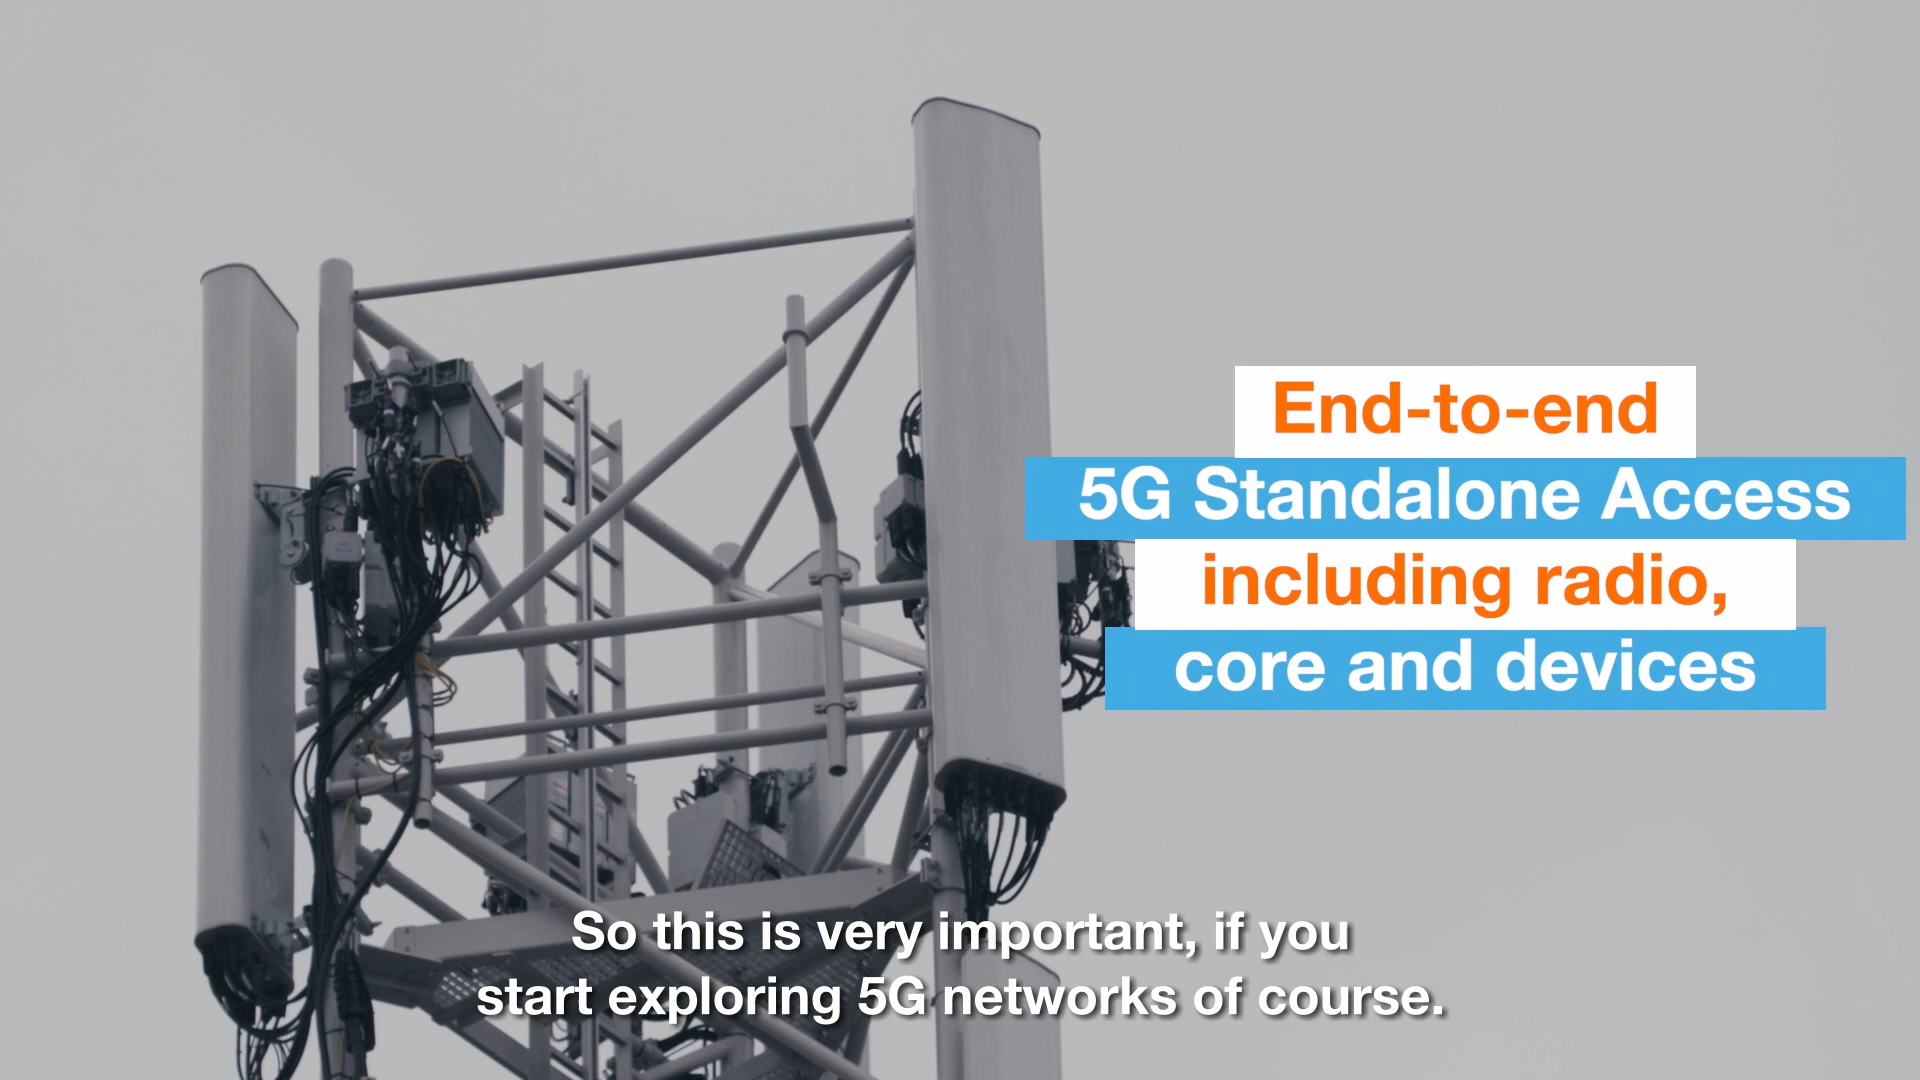 End-to-end
5G Standalone Access
including radio,
core and devices
So this is very important, if you
start exploring 5G networks of course.